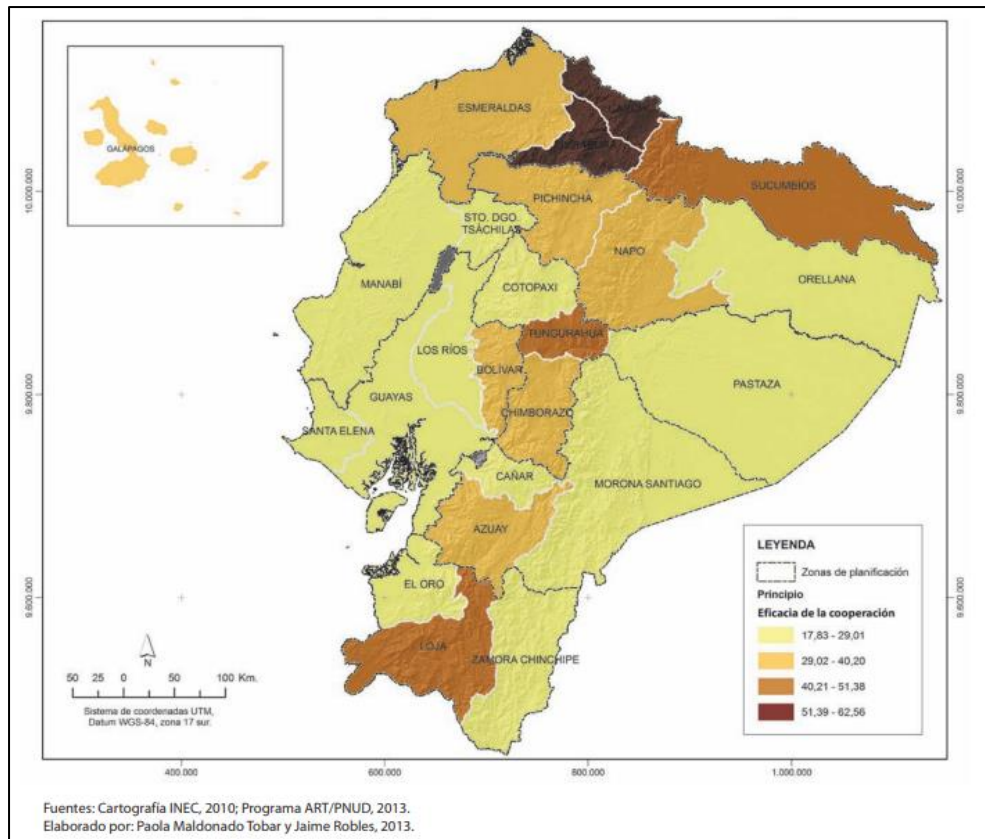 GALÁPAGOS
ESMERALDAS
CARCHI
IMBABURA
SUCUMBÍOS
PICHINCHA
STO. DGO.
TSÁCHILAS
NAPO
ORELLANA
MANABÍ
COTOPAXI
TUNGURAHUA
LOS RÍOS
BOLÍVAR
PASTAZA
GUAYAS
CHIMBORAZO
SANTA ELENA
CAÑAR
MORONA SANTIAGO
AZUAY
EL ORO
LOJA
ZAMORA CHINCHIPE
10.000.000
9.800.000
9.600.000
10.000.000
9.800.000
9.600.000
LEYENDA
Zonas de planificación
Principio
Eficacia de la cooperación
17,83 - 29,01
29,02 - 40,20
40,21 - 51,38
51,39 - 62,56
N
50 25 0 50 100 Km.
Sistema de coordenadas UTM,
Datum WGS-84, zona 17 sur.
400.000 600.000 800.000 1.000.000
Fuentes: Cartografía INEC, 2010; Programa ART/PNUD, 2013.
Elaborado por: Paola Maldonado Tobar y Jaime Robles, 2013.